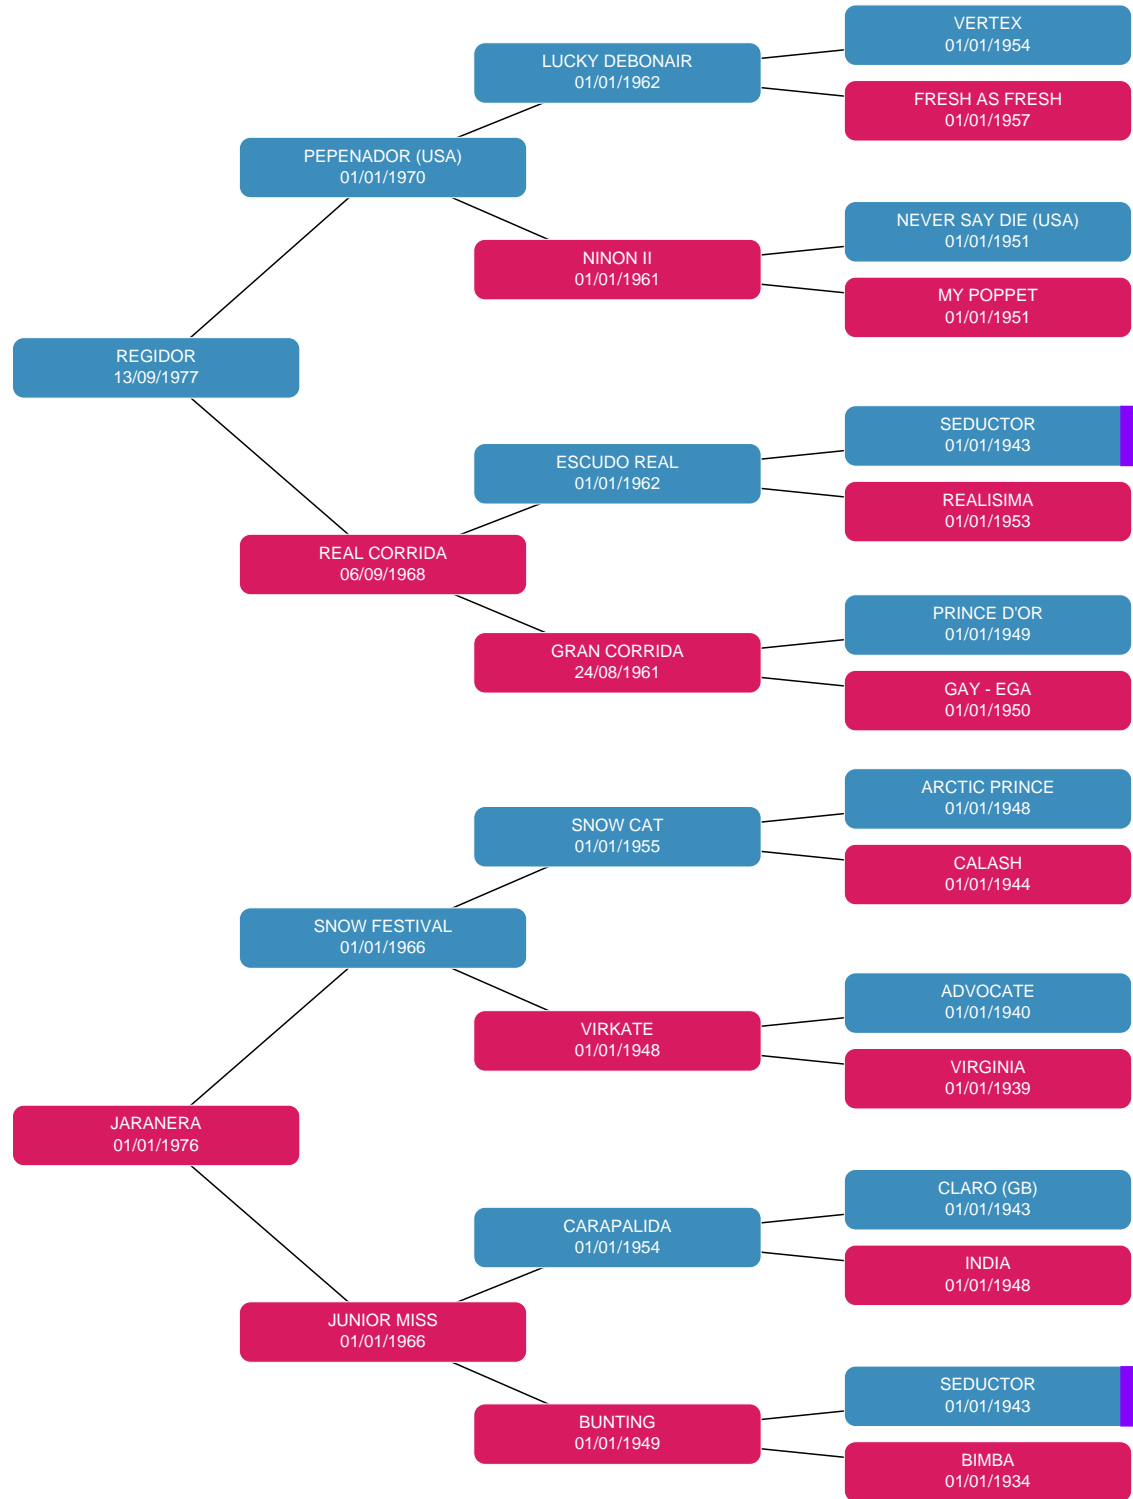 VERTEX
01/01/1954
LUCKY DEBONAIR
01/01/1962
FRESH AS FRESH
01/01/1957
PEPENADOR (USA)
01/01/1970
NEVER SAY DIE (USA)
01/01/1951
NINON II
01/01/1961
MY POPPET
01/01/1951
REGIDOR
13/09/1977
SEDUCTOR
01/01/1943
ESCUDO REAL
01/01/1962
REALISIMA
01/01/1953
REAL CORRIDA
06/09/1968
PRINCE D'OR
01/01/1949
GRAN CORRIDA
24/08/1961
GAY - EGA
01/01/1950
ARCTIC PRINCE
01/01/1948
SNOW CAT
01/01/1955
CALASH
01/01/1944
SNOW FESTIVAL
01/01/1966
ADVOCATE
01/01/1940
VIRKATE
01/01/1948
VIRGINIA
01/01/1939
JARANERA
01/01/1976
CLARO (GB)
01/01/1943
CARAPALIDA
01/01/1954
INDIA
01/01/1948
JUNIOR MISS
01/01/1966
SEDUCTOR
01/01/1943
BUNTING
01/01/1949
BIMBA
01/01/1934